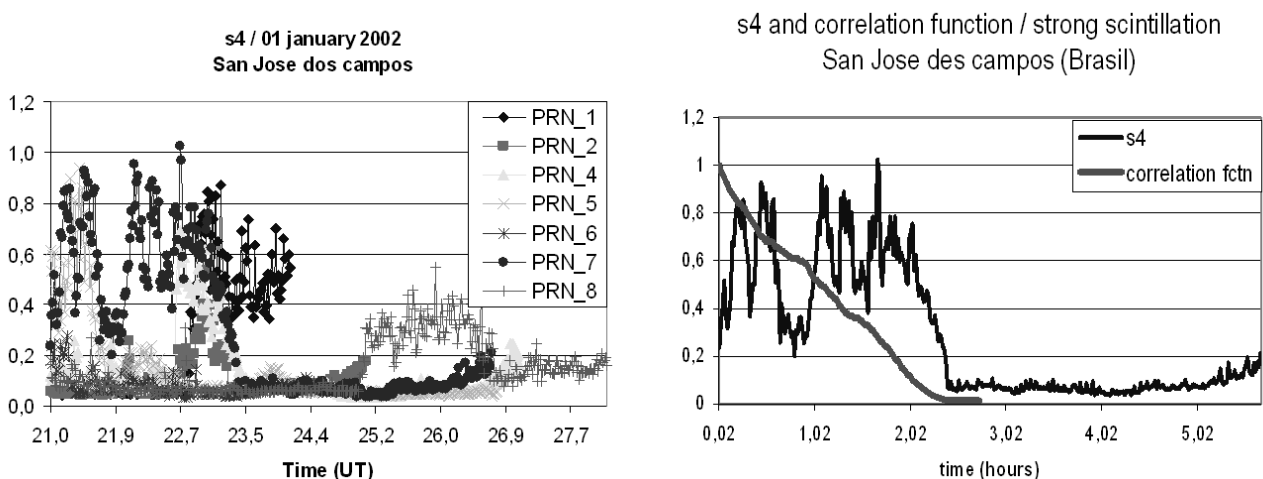 s4 / 01 january 2002
San Jose dos campos
1,2
1,0
0,8
0,6
0,4
0,2
0,0
21,0 21,9 22,7 23,5 24,4 25,2 26,0 26,9 27,7
Time (UT)
PRN_1
PRN_2
PRN_4
PRN_5
PRN_6
PRN_7
PRN_8
s4 and correlation function / strong scintillation
San Jose des campos (Brasil)
1,2
1
0,8
0,6
0,4
0,2
0
0,02 1,02 2,02 3,02 4,02 5,02
time (hours)
s4
correlation fctn